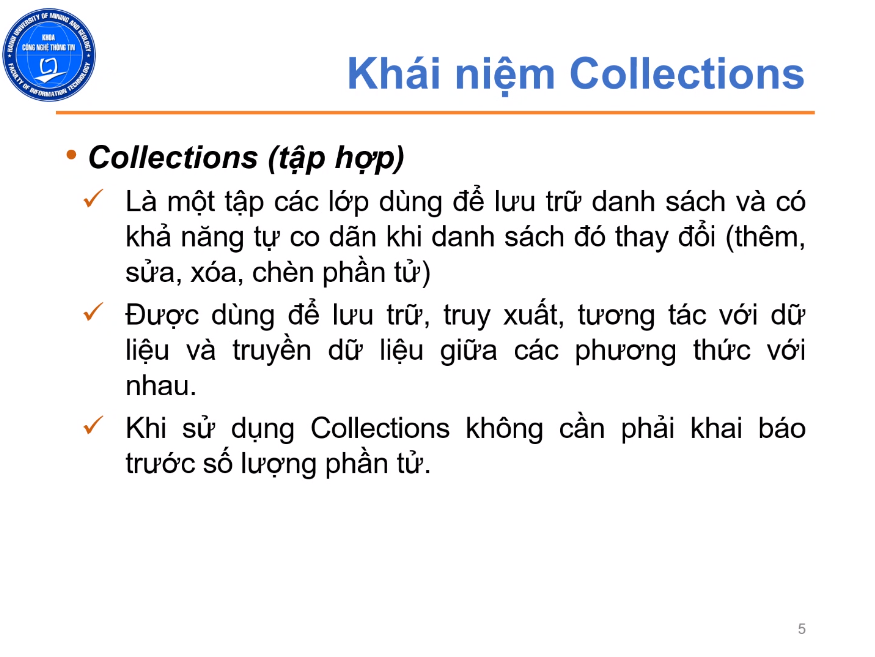 HANOI UNIVERSITY OF MINING AND GEOLOGY
KHOA
CÔNG NGHỆ THÔNG TIN
FACULTY OF INFORMATION TECHNOLOGY
Khái niệm Collections
• Collections (tập hợp)
✓ Là một tập các lớp dùng để lưu trữ danh sách và có
khả năng tự co dãn khi danh sách đó thay đổi (thêm,
sửa, xóa, chèn phần tử)
✓ Được dùng để lưu trữ, truy xuất, tương tác với dữ
liệu và truyền dữ liệu giữa các phương thức với
nhau.
✓ Khi sử dụng Collections không cần phải khai báo
trước số lượng phần tử.
5